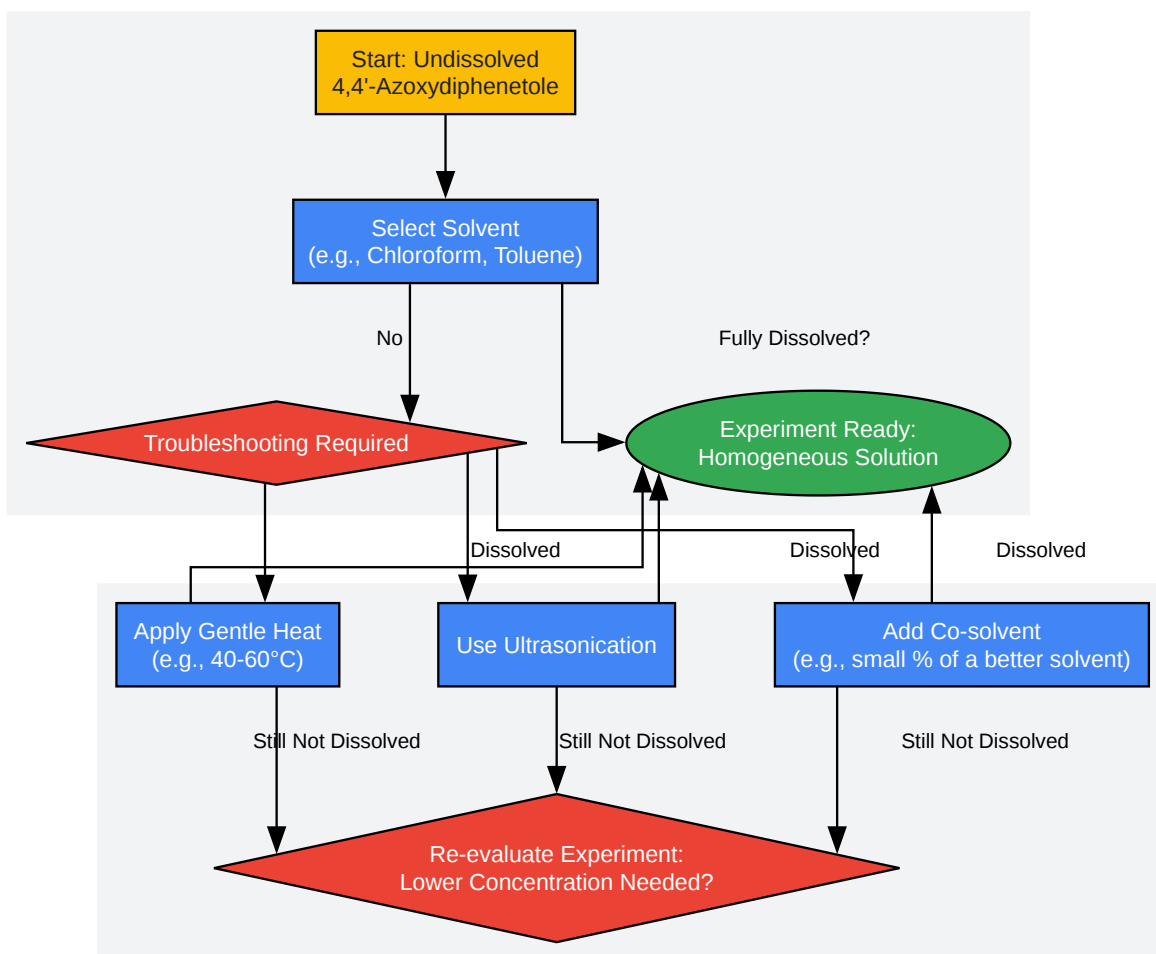 Start: Undissolved
4,4'-Azoxydiphenetole
Select Solvent
(e.g., Chloroform, Toluene)
No
Fully Dissolved?
Troubleshooting Required
Experiment Ready:
Homogeneous Solution
Dissolved
Dissolved
Dissolved
Apply Gentle Heat
(e.g., 40-60°C)
Use Ultrasonication
Add Co-solvent
(e.g., small % of a better solvent)
Still Not Dissolved
Still Not Dissolved
Still Not Dissolved
Re-evaluate Experiment:
Lower Concentration Needed?